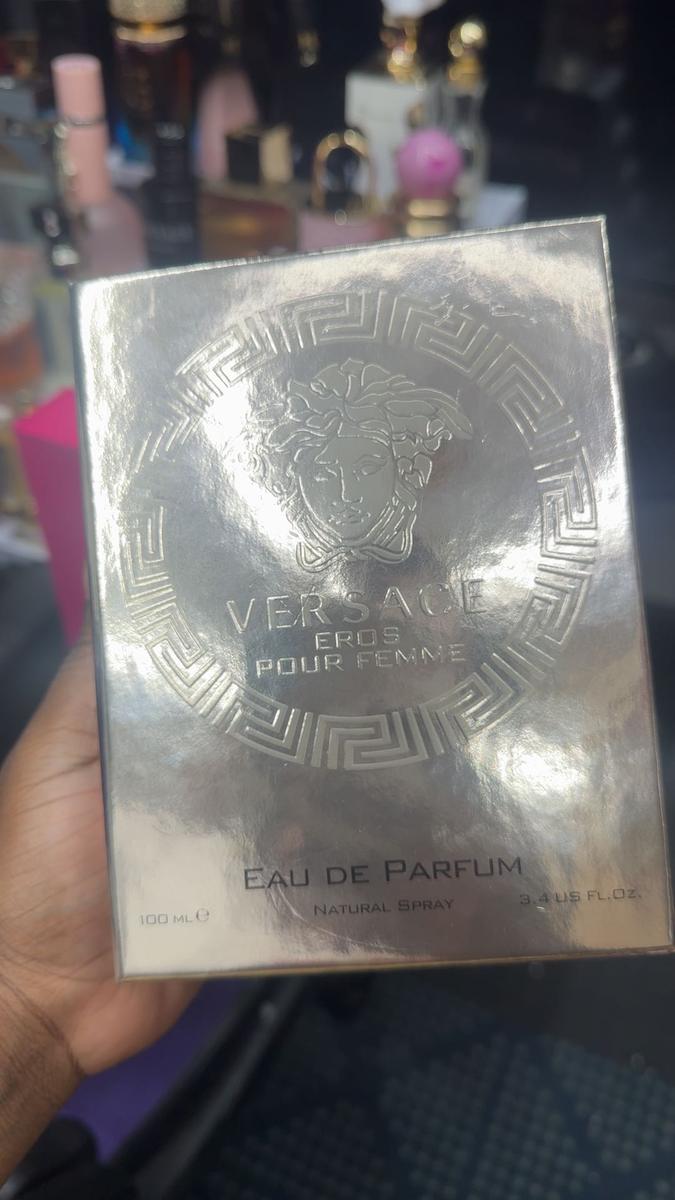 VERSACE
EROS
POUR FEMME
EAU DE PARFUM
NATURAL SPRAY
100 ML ℮
3.4 US FL.OZ.